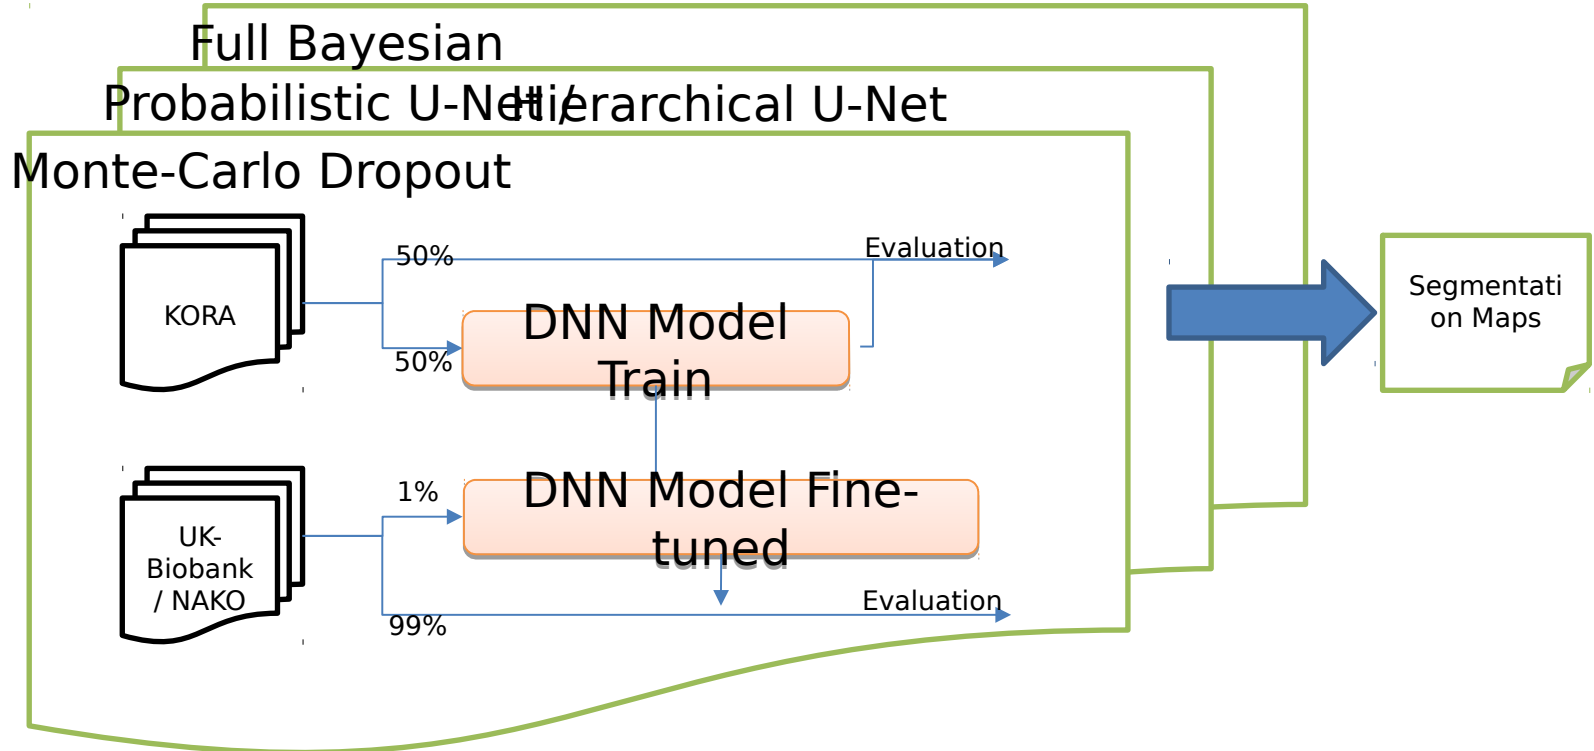 Full Bayesian
Probabilistic U-Net / Hierarchical U-Net
Monte-Carlo Dropout
KORA
50%
50%
Evaluation
DNN Model
Train
Segmentati
on Maps
UK-
Biobank
/ NAKO
1%
99%
DNN Model Fine-
tuned
Evaluation